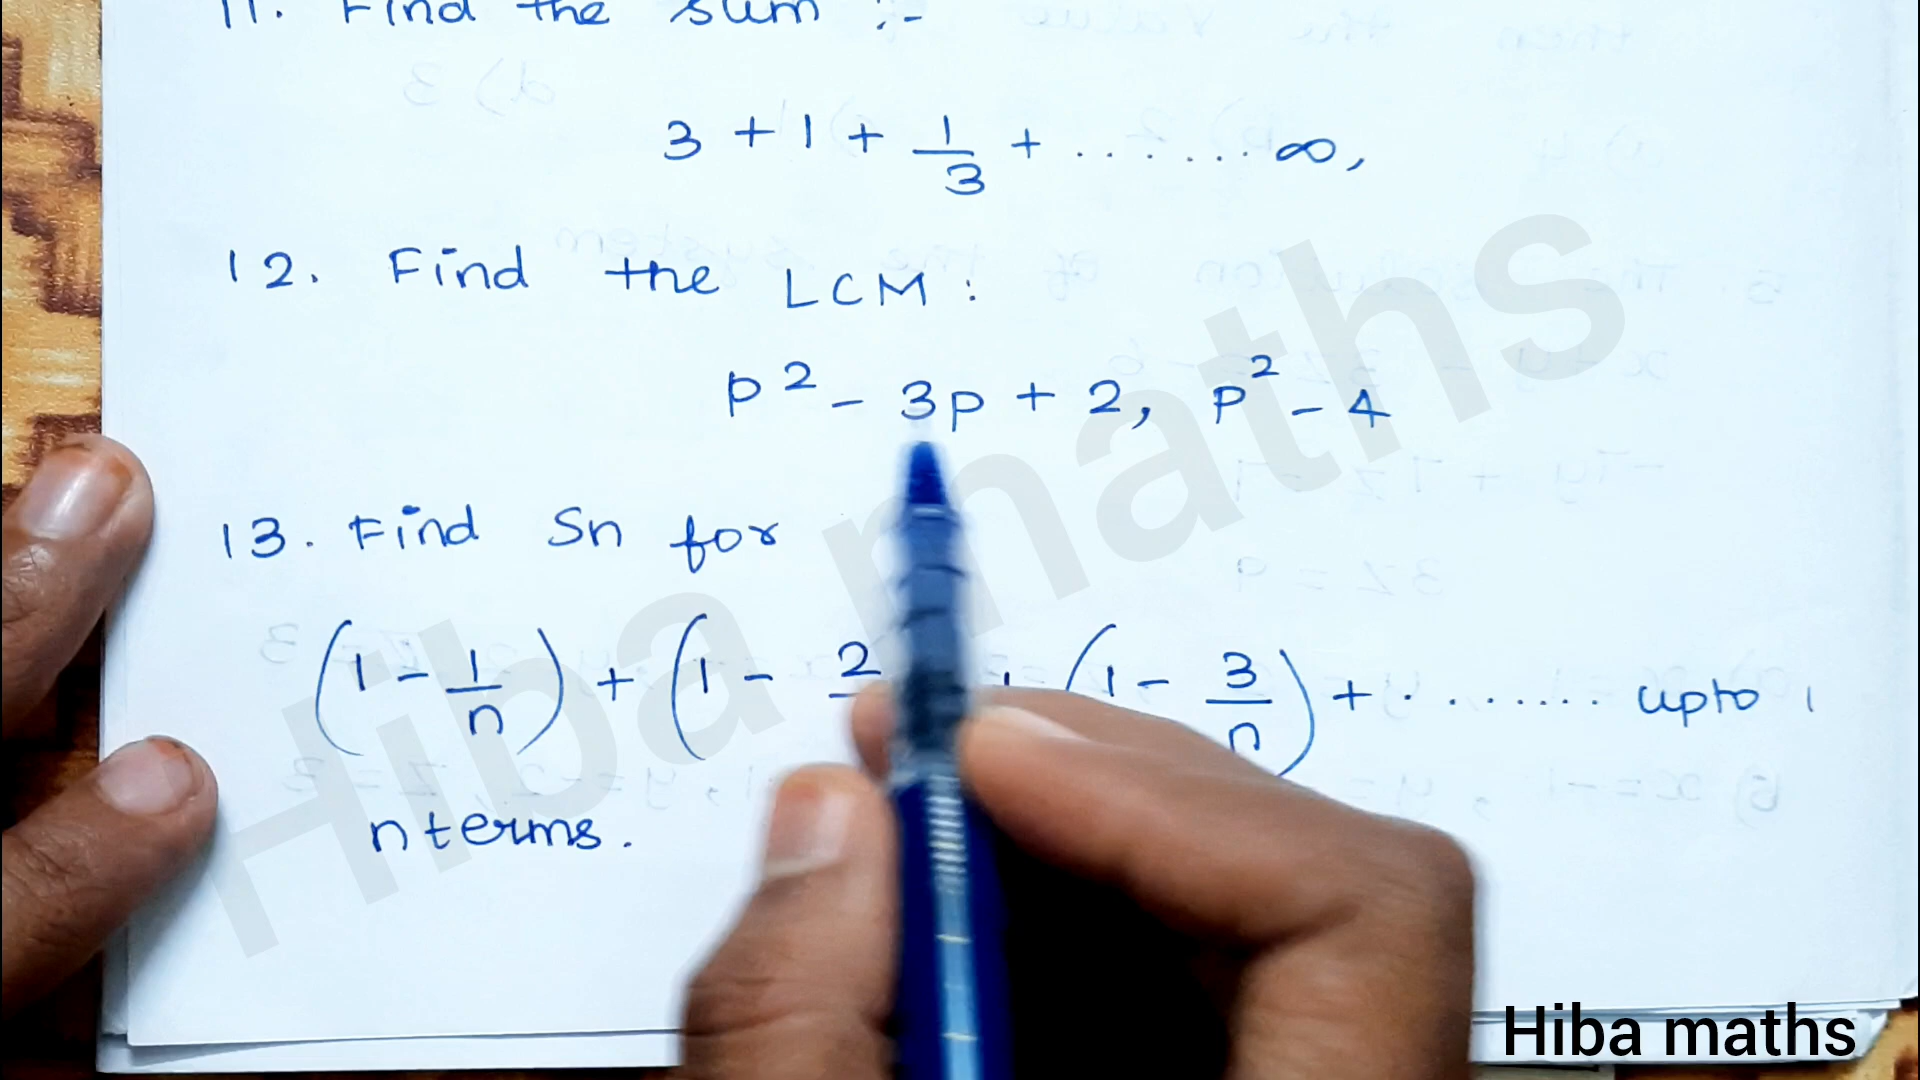 11. Find the sum :-
3 + 1 + 1/3 + ....... ∞,
12. Find the LCM :
p² - 3p + 2, p² - 4
13. Find Sn for
(1 - 1/n) + (1 - 2 (1 - 3/n) + ........ upto
n terms.
Hiba maths
Hiba maths